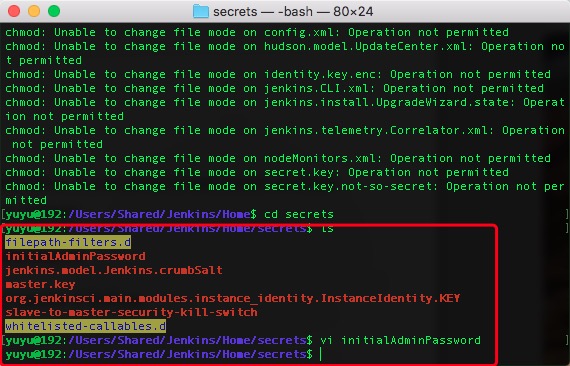 secrets — -bash — 80×24
chmod: Unable to change file mode on config.xml: Operation not permitted
chmod: Unable to change file mode on hudson.model.UpdateCenter.xml: Operation no
t permitted
chmod: Unable to change file mode on identity.key.enc: Operation not permitted
chmod: Unable to change file mode on jenkins.CLI.xml: Operation not permitted
chmod: Unable to change file mode on jenkins.install.UpgradeWizard.state: Operat
ion not permitted
chmod: Unable to change file mode on jenkins.telemetry.Correlator.xml: Operation
 not permitted
chmod: Unable to change file mode on nodeMonitors.xml: Operation not permitted
chmod: Unable to change file mode on secret.key: Operation not permitted
chmod: Unable to change file mode on secret.key.not-so-secret: Operation not per
mitted
[yuyu@192:/Users/Shared/Jenkins/Home$ cd secrets ]
[yuyu@192:/Users/Shared/Jenkins/Home/secrets$ ls ]
filepath-filters.d
initialAdminPassword
jenkins.model.Jenkins.crumbSalt
master.key
org.jenkinsci.main.modules.instance_identity.InstanceIdentity.KEY
slave-to-master-security-kill-switch
whitelisted-callables.d
[yuyu@192:/Users/Shared/Jenkins/Home/secrets$ vi initialAdminPassword ]
yuyu@192:/Users/Shared/Jenkins/Home/secrets$